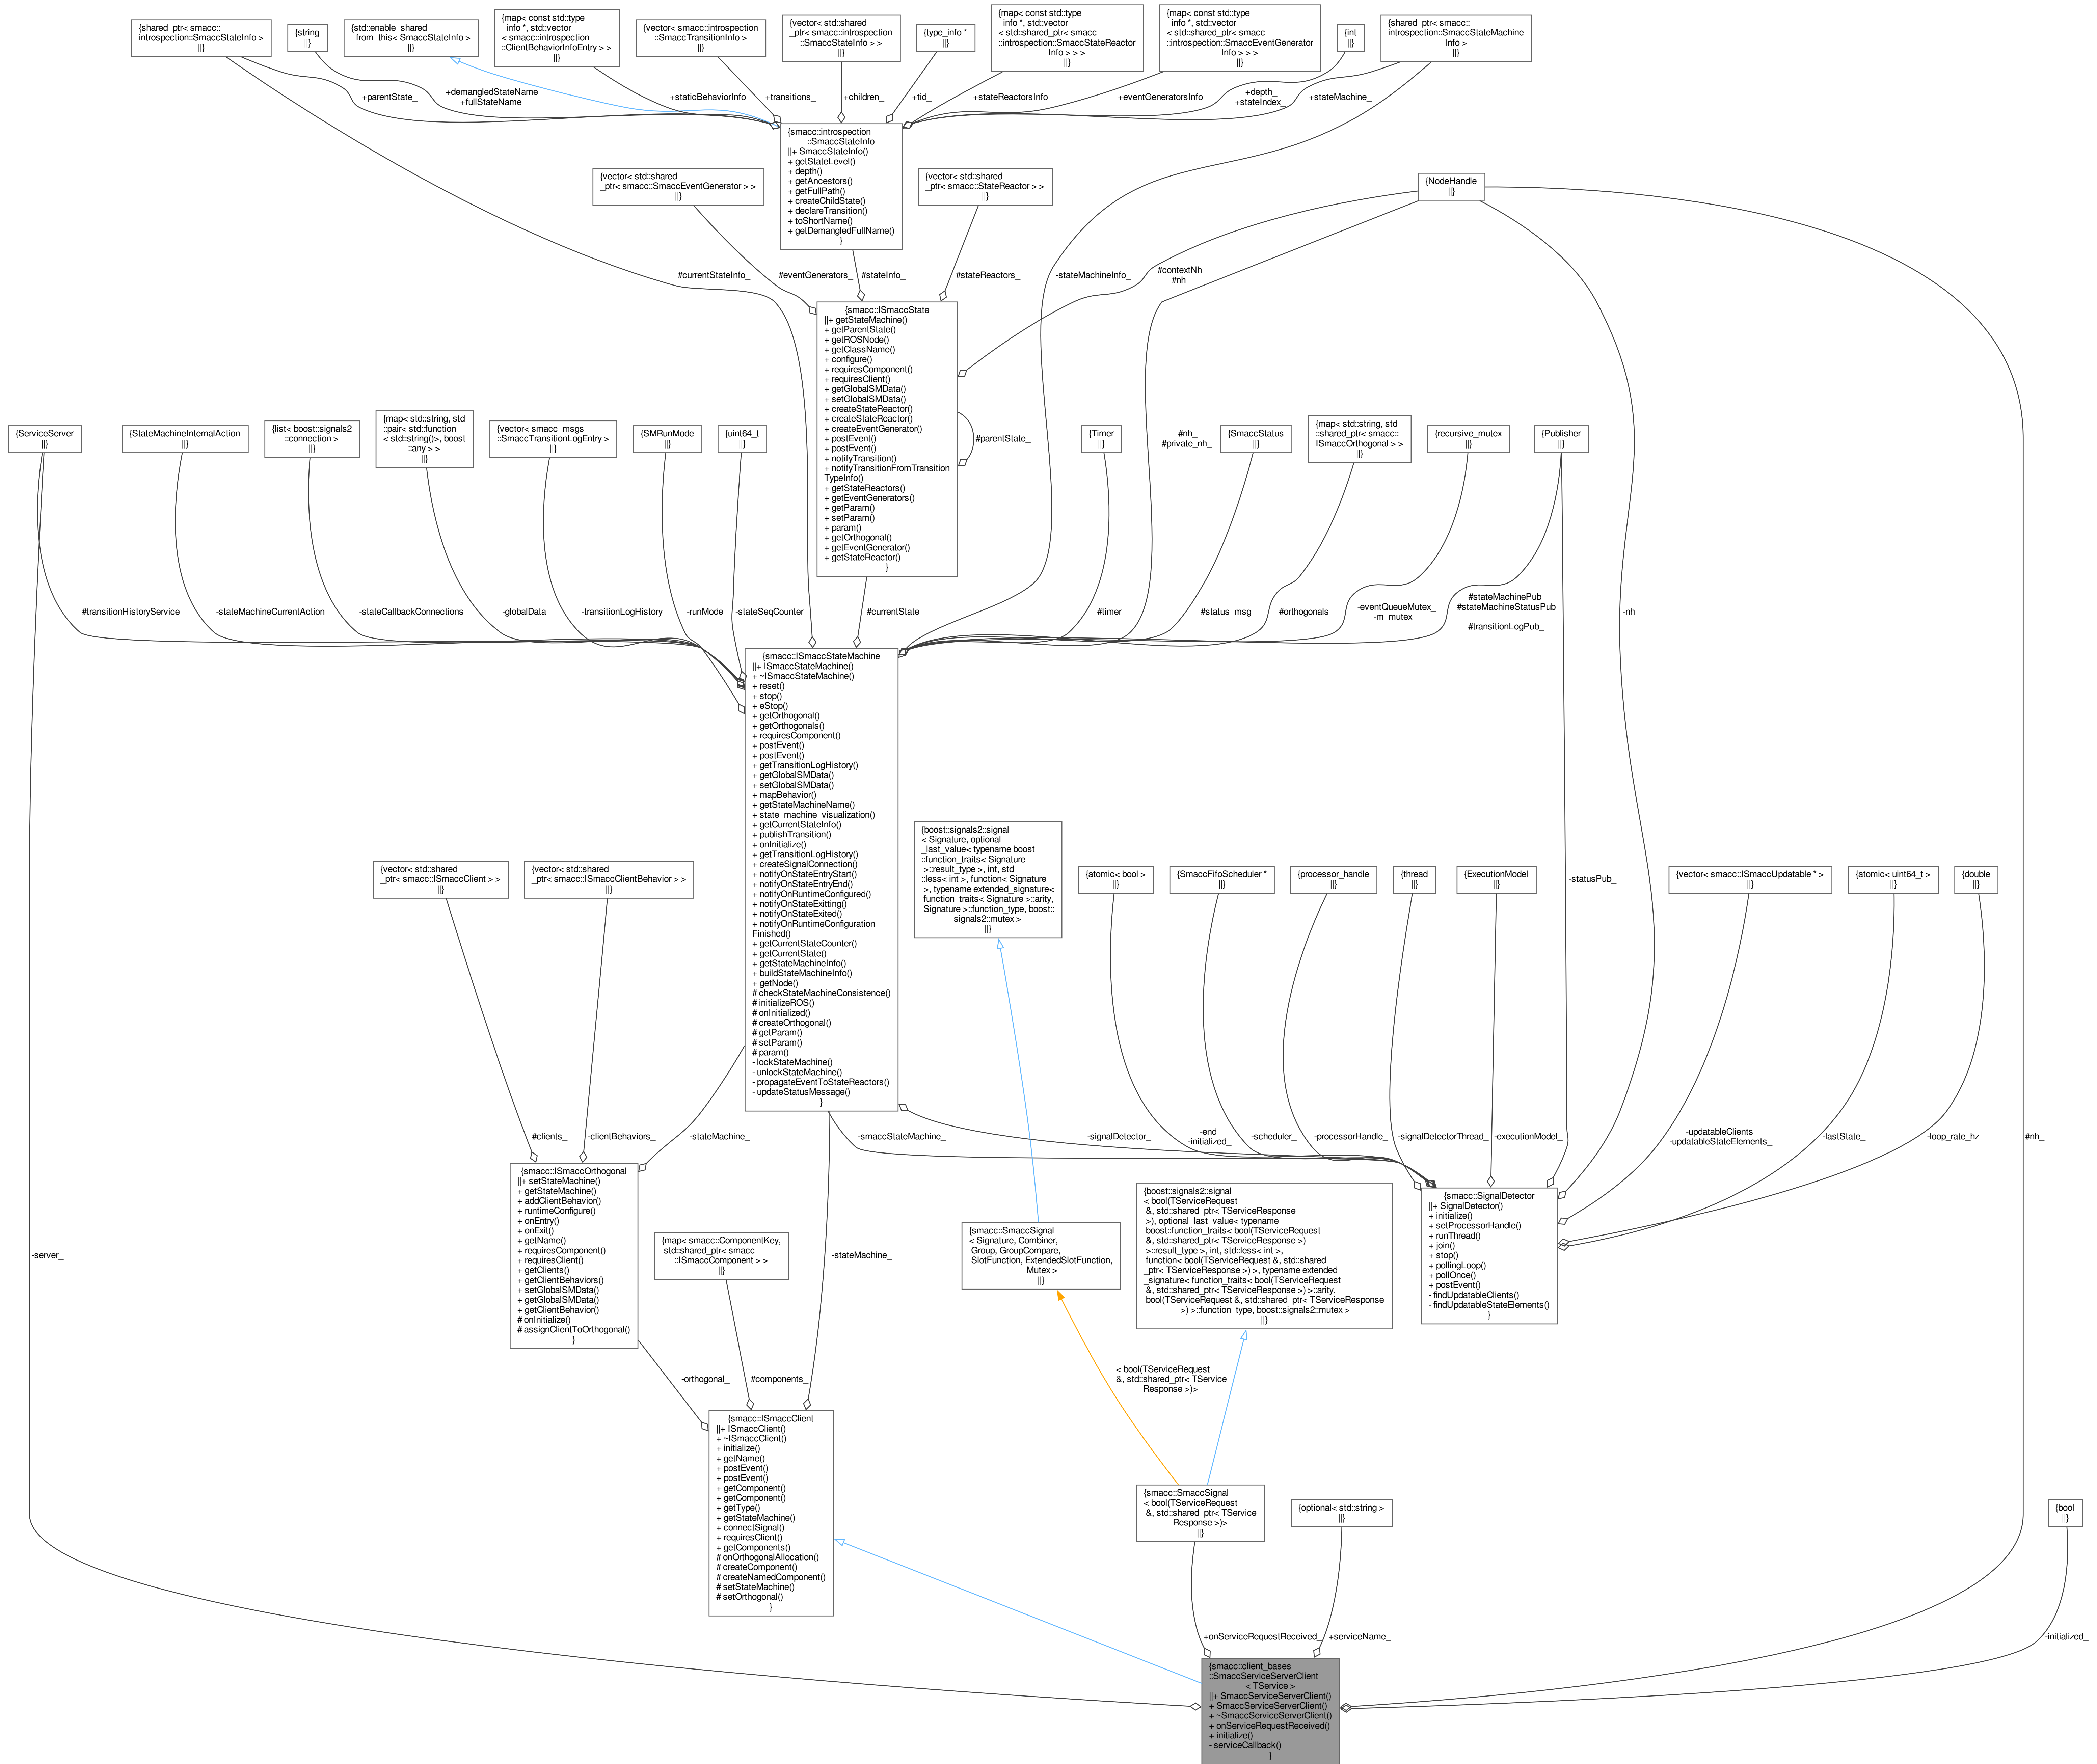 {shared_ptr< smacc::
introspection::SmaccStateInfo >
||}
{string
||}
{std::enable_shared
_from_this< SmaccStateInfo >
||}
{map< const std::type
_info *, std::vector
< smacc::introspection
::ClientBehaviorInfoEntry > >
||}
{vector< smacc::introspection
::SmaccTransitionInfo >
||}
{vector< std::shared
_ptr< smacc::introspection
::SmaccStateInfo > >
||}
{type_info *
||}
{map< const std::type
_info *, std::vector
< std::shared_ptr< smacc
::introspection::SmaccStateReactor
Info > > >
||}
{map< const std::type
_info *, std::vector
< std::shared_ptr< smacc
::introspection::SmaccEventGenerator
Info > > >
||}
{int
||}
{shared_ptr< smacc::
introspection::SmaccStateMachine
Info >
||}
+parentState_
+demangledStateName
+fullStateName
+staticBehaviorInfo
+transitions_
+children_
+tid_
+stateReactorsInfo
+eventGeneratorsInfo
+depth_
+stateIndex_
+stateMachine_
{smacc::introspection
::SmaccStateInfo
||+ SmaccStateInfo()
+ getStateLevel()
+ depth()
+ getAncestors()
+ getFullPath()
+ createChildState()
+ declareTransition()
+ toShortName()
+ getDemangledFullName()
}
{vector< std::shared
_ptr< smacc::SmaccEventGenerator > >
||}
{vector< std::shared
_ptr< smacc::StateReactor > >
||}
{NodeHandle
||}
#currentStateInfo_
#eventGenerators_
#stateInfo_
#stateReactors_
-stateMachineInfo_
#contextNh
#nh
{smacc::ISmaccState
||+ getStateMachine()
+ getParentState()
+ getROSNode()
+ getClassName()
+ configure()
+ requiresComponent()
+ requiresClient()
+ getGlobalSMData()
+ setGlobalSMData()
+ createStateReactor()
+ createStateReactor()
+ createEventGenerator()
+ postEvent()
+ postEvent()
+ notifyTransition()
+ notifyTransitionFromTransition
TypeInfo()
+ getStateReactors()
+ getEventGenerators()
+ getParam()
+ setParam()
+ param()
+ getOrthogonal()
+ getEventGenerator()
+ getStateReactor()
}
#parentState_
{ServiceServer
||}
{StateMachineInternalAction
||}
{list< boost::signals2
::connection >
||}
{map< std::string, std
::pair< std::function
< std::string()>, boost
::any > >
||}
{vector< smacc_msgs
::SmaccTransitionLogEntry >
||}
{SMRunMode
||}
{uint64_t
||}
{Timer
||}
#nh_
#private_nh_
{SmaccStatus
||}
{map< std::string, std
::shared_ptr< smacc::
ISmaccOrthogonal > >
||}
{recursive_mutex
||}
{Publisher
||}
#transitionHistoryService_
-stateMachineCurrentAction
-stateCallbackConnections
-globalData_
-transitionLogHistory_
-runMode_
-stateSeqCounter_
#currentState_
#timer_
#status_msg_
#orthogonals_
-eventQueueMutex_
-m_mutex_
#stateMachinePub_
#stateMachineStatusPub
_
#transitionLogPub_
-nh_
{smacc::ISmaccStateMachine
||+ ISmaccStateMachine()
+ ~ISmaccStateMachine()
+ reset()
+ stop()
+ eStop()
+ getOrthogonal()
+ getOrthogonals()
+ requiresComponent()
+ postEvent()
+ postEvent()
+ getTransitionLogHistory()
+ getGlobalSMData()
+ setGlobalSMData()
+ mapBehavior()
+ getStateMachineName()
+ state_machine_visualization()
+ getCurrentStateInfo()
+ publishTransition()
+ onInitialize()
+ getTransitionLogHistory()
+ createSignalConnection()
+ notifyOnStateEntryStart()
+ notifyOnStateEntryEnd()
+ notifyOnRuntimeConfigured()
+ notifyOnStateExitting()
+ notifyOnStateExited()
+ notifyOnRuntimeConfiguration
Finished()
+ getCurrentStateCounter()
+ getCurrentState()
+ getStateMachineInfo()
+ buildStateMachineInfo()
+ getNode()
# checkStateMachineConsistence()
# initializeROS()
# onInitialized()
# createOrthogonal()
# getParam()
# setParam()
# param()
- lockStateMachine()
- unlockStateMachine()
- propagateEventToStateReactors()
- updateStatusMessage()
}
{vector< std::shared
_ptr< smacc::ISmaccClient > >
||}
{vector< std::shared
_ptr< smacc::ISmaccClientBehavior > >
||}
{boost::signals2::signal
< Signature, optional
_last_value< typename boost
::function_traits< Signature
>::result_type >, int, std
::less< int >, function< Signature
>, typename extended_signature<
function_traits< Signature >::arity,
Signature >::function_type, boost::
signals2::mutex >
||}
{atomic< bool >
||}
{SmaccFifoScheduler *
||}
{processor_handle
||}
{thread
||}
{ExecutionModel
||}
-statusPub_
{vector< smacc::ISmaccUpdatable * >
||}
{atomic< uint64_t >
||}
{double
||}
#clients_
-clientBehaviors_
-stateMachine_
-smaccStateMachine_
-signalDetector_
-end_
-initialized_
-scheduler_
-processorHandle_
-signalDetectorThread_
-executionModel_
-updatableClients_
-updatableStateElements_
-lastState_
-loop_rate_hz
#nh_
{smacc::ISmaccOrthogonal
||+ setStateMachine()
+ getStateMachine()
+ addClientBehavior()
+ runtimeConfigure()
+ onEntry()
+ onExit()
+ getName()
+ requiresComponent()
+ requiresClient()
+ getClients()
+ getClientBehaviors()
+ setGlobalSMData()
+ getGlobalSMData()
+ getClientBehavior()
# onInitialize()
# assignClientToOrthogonal()
}
{map< smacc::ComponentKey,
std::shared_ptr< smacc
::ISmaccComponent > >
||}
-stateMachine_
{smacc::SmaccSignal
< Signature, Combiner,
Group, GroupCompare,
SlotFunction, ExtendedSlotFunction,
Mutex >
||}
{boost::signals2::signal
< bool(TServiceRequest
&, std::shared_ptr< TServiceResponse
>), optional_last_value< typename
boost::function_traits< bool(TServiceRequest
&, std::shared_ptr< TServiceResponse >)
>::result_type >, int, std::less< int >,
function< bool(TServiceRequest &, std::shared
_ptr< TServiceResponse >) >, typename extended
_signature< function_traits< bool(TServiceRequest
&, std::shared_ptr< TServiceResponse >) >::arity,
bool(TServiceRequest &, std::shared_ptr< TServiceResponse
>) >::function_type, boost::signals2::mutex >
||}
{smacc::SignalDetector
||+ SignalDetector()
+ initialize()
+ setProcessorHandle()
+ runThread()
+ join()
+ stop()
+ pollingLoop()
+ pollOnce()
+ postEvent()
- findUpdatableClients()
- findUpdatableStateElements()
}
-server_
-orthogonal_
#components_
< bool(TServiceRequest
&, std::shared_ptr< TService
Response >)>
{smacc::ISmaccClient
||+ ISmaccClient()
+ ~ISmaccClient()
+ initialize()
+ getName()
+ postEvent()
+ postEvent()
+ getComponent()
+ getComponent()
+ getType()
+ getStateMachine()
+ connectSignal()
+ requiresClient()
+ getComponents()
# onOrthogonalAllocation()
# createComponent()
# createNamedComponent()
# setStateMachine()
# setOrthogonal()
}
{smacc::SmaccSignal
< bool(TServiceRequest
&, std::shared_ptr< TService
Response >)>
||}
{optional< std::string >
||}
{bool
||}
+onServiceRequestReceived_
+serviceName_
-initialized_
{smacc::client_bases
::SmaccServiceServerClient
< TService >
||+ SmaccServiceServerClient()
+ SmaccServiceServerClient()
+ ~SmaccServiceServerClient()
+ onServiceRequestReceived()
+ initialize()
- serviceCallback()
}